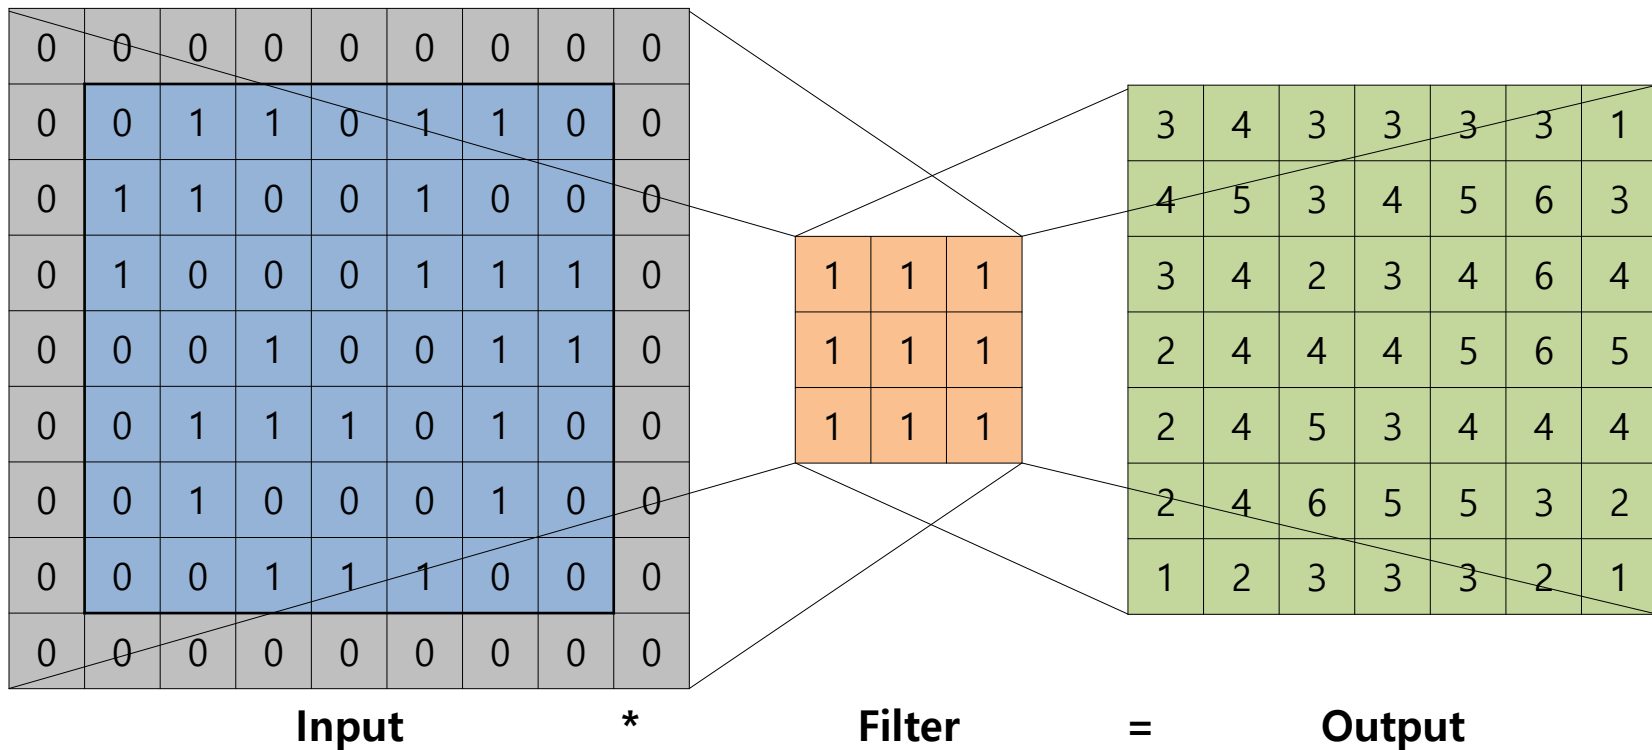 0 0 0 0 0 0 0 0 0
0 0 1 1 0 1 1 0 0 3 4 3 3 3 3 1
0 1 1 0 0 1 0 0 0 4 5 3 4 5 6 3
0 1 0 0 0 1 1 1 0 1 1 1 3 4 2 3 4 6 4
0 0 0 1 0 0 1 1 0 1 1 1 2 4 4 4 5 6 5
0 0 1 1 1 0 1 0 0 1 1 1 2 4 5 3 4 4 4
0 0 1 0 0 0 1 0 0 2 4 6 5 5 3 2
0 0 0 1 1 1 0 0 0 1 2 3 3 3 2 1
0 0 0 0 0 0 0 0 0
Input * Filter = Output